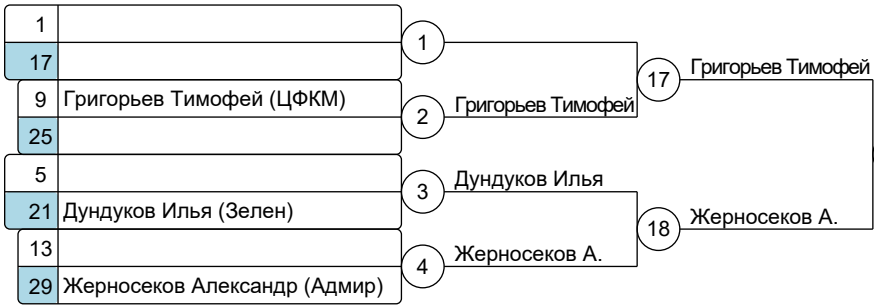 1
17
1
9 Григорьев Тимофей (ЦФКМ)
25
2
Григорьев Тимофей
17
Григорьев Тимофей
5
21 Дундуков Илья (Зелен)
3
Дундуков Илья
13
29 Жерносеков Александр (Адмир)
4
Жерносеков А.
18
Жерносеков А.